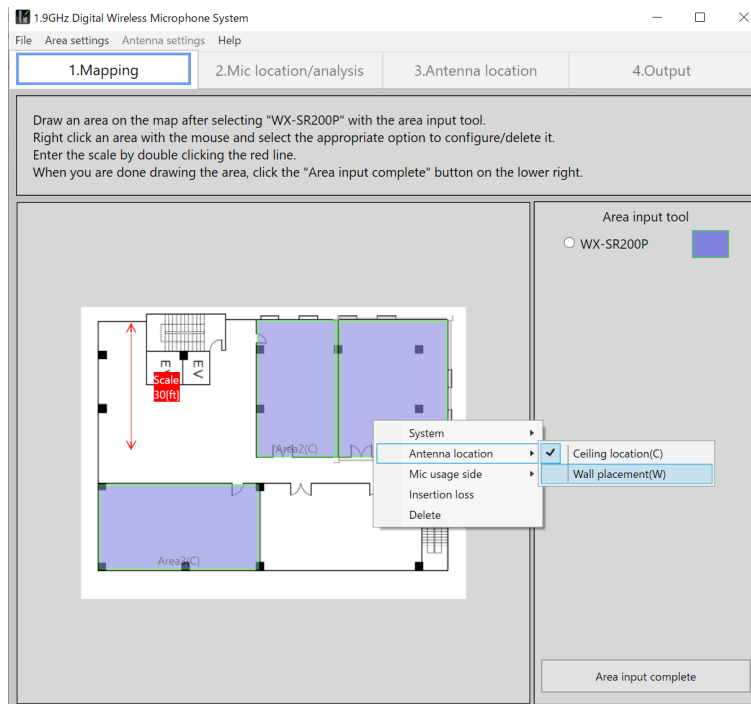 1.9GHz Digital Wireless Microphone System
File Area settings Antenna settings Help
1.Mapping 2.Mic location/analysis 3.Antenna location 4.Output
Draw an area on the map after selecting "WX-SR200P" with the area input tool.
Right click an area with the mouse and select the appropriate option to configure/delete it.
Enter the scale by double clicking the red line.
When you are done drawing the area, click the "Area input complete" button on the lower right.
Area input tool
WX-SR200P
EV
EV
Scale
30[ft]
Area2(C)
System
Antenna location
Mic usage side
Insertion loss
Delete
Ceiling location(C)
Wall placement(W)
Area3(C)
Area input complete